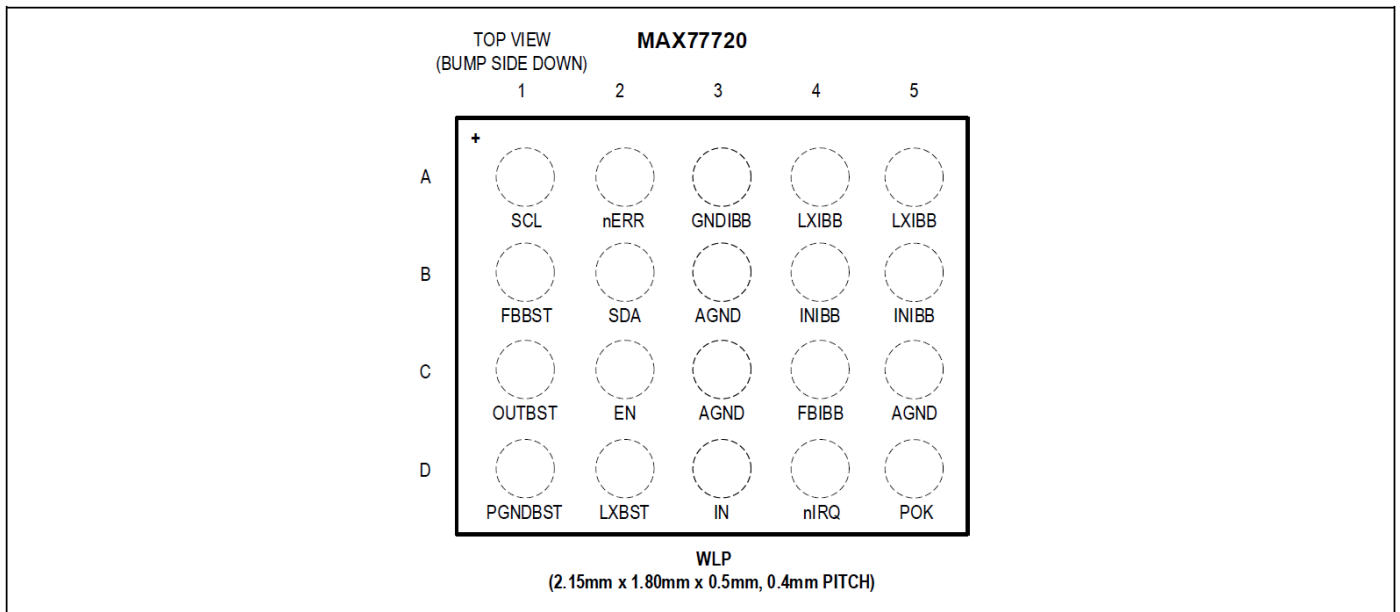 TOP VIEW MAX77720
(BUMP SIDE DOWN)
1 2 3 4 5
+
A
SCL nERR GNDIBB LXIBB LXIBB
B
FBBST SDA AGND INIBB INIBB
C
OUTBST EN AGND FBIBB AGND
D
PGNDBST LXBST IN nIRQ POK
WLP
(2.15mm x 1.80mm x 0.5mm, 0.4mm PITCH)